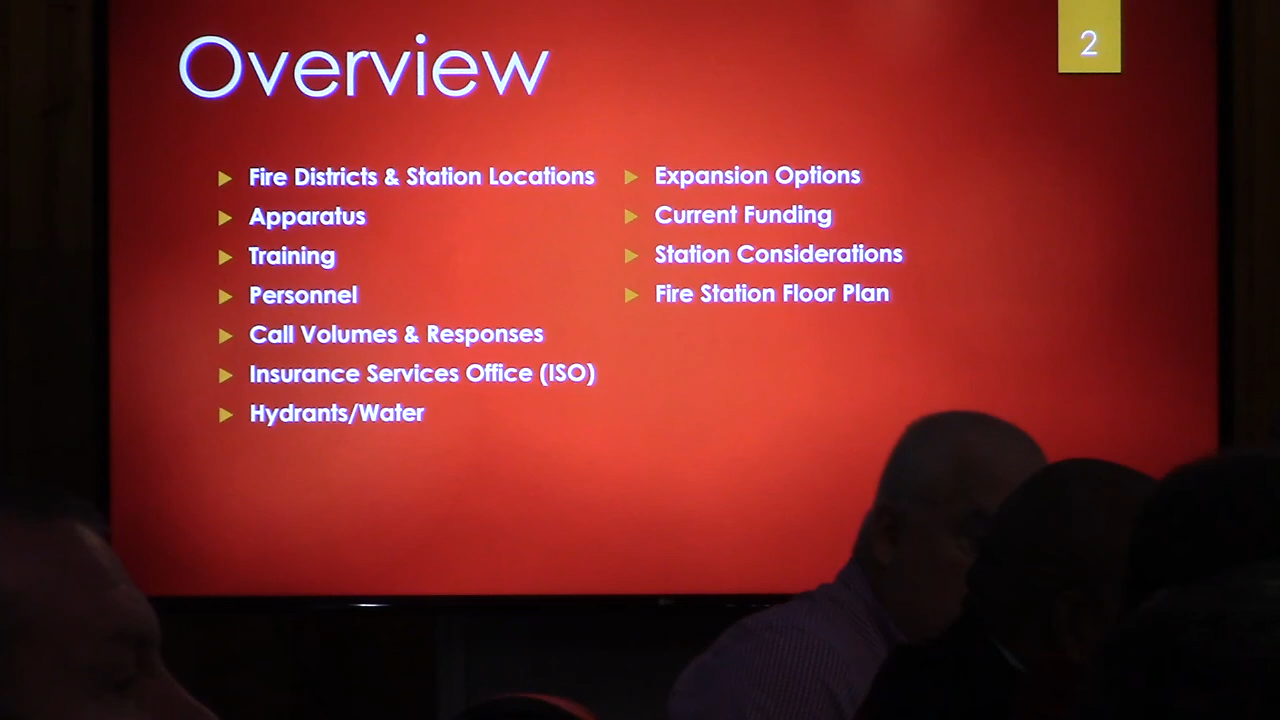 Overview
2
Fire Districts & Station Locations
Apparatus
Training
Personnel
Call Volumes & Responses
Insurance Services Office (ISO)
Hydrants/Water
Expansion Options
Current Funding
Station Considerations
Fire Station Floor Plan